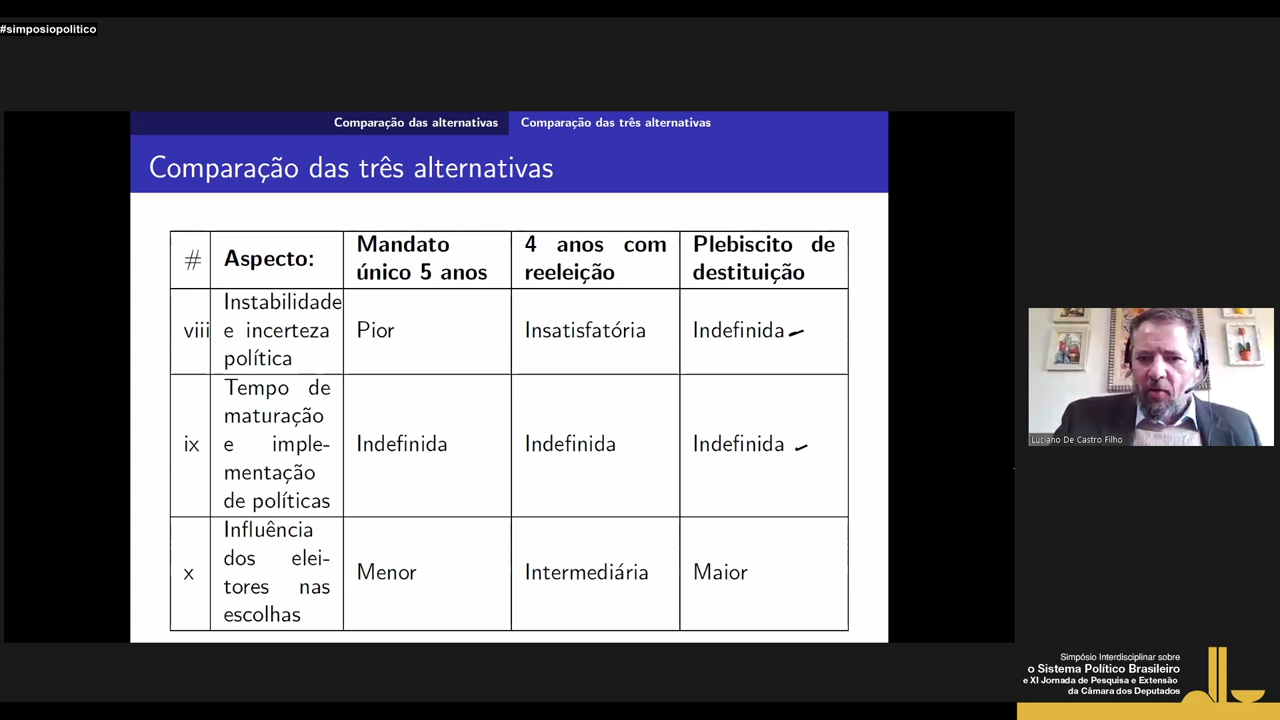 #simposiopolitico
Comparação das alternativas
Comparação das três alternativas
Comparação das três alternativas
#
Aspecto:
Mandato
único 5 anos
4 anos com
reeleição
Plebiscito de
destituição
viii
Instabilidade
e incerteza
política
Pior
Insatisfatória
Indefinida
ix
Tempo de
maturação
e imple-
mentação
de políticas
Indefinida
Indefinida
Indefinida
x
Influência
dos elei-
tores nas
escolhas
Menor
Intermediária
Maior
Luciano De Castro Filho
Simpósio Interdisciplinar sobre
o Sistema Político Brasileiro
e XI Jornada de Pesquisa e Extensão
da Câmara dos Deputados